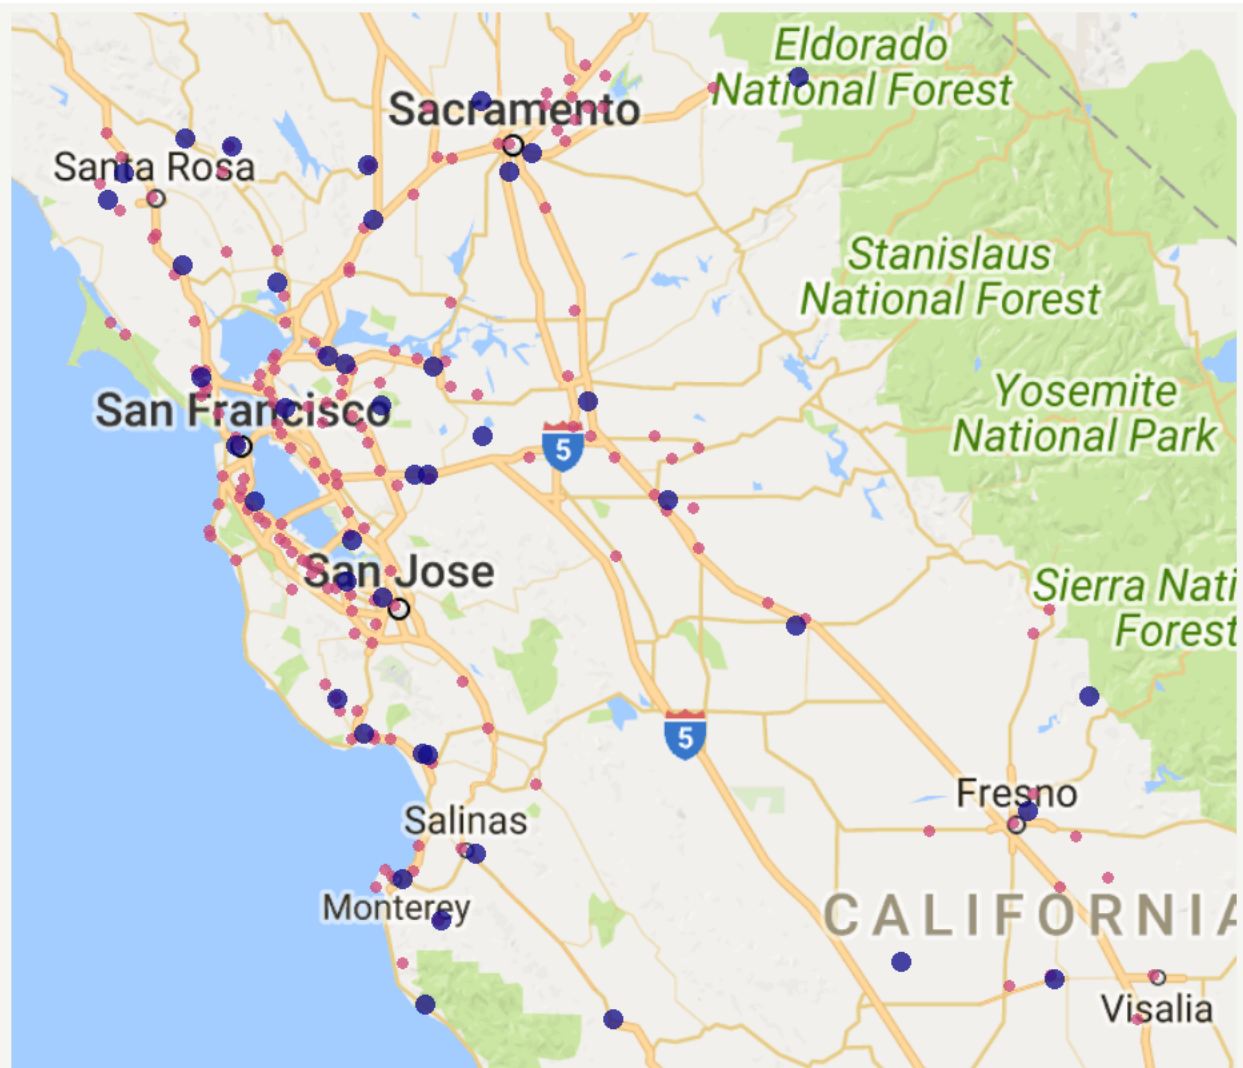 Eldorado
National Forest
Sacramento
Santa Rosa
Stanislaus
National Forest
Yosemite
National Park
San Francisco
5
San Jose
Sierra Nati
Forest
5
Fresno
Salinas
Monterey
CALIFORNIA
Visalia